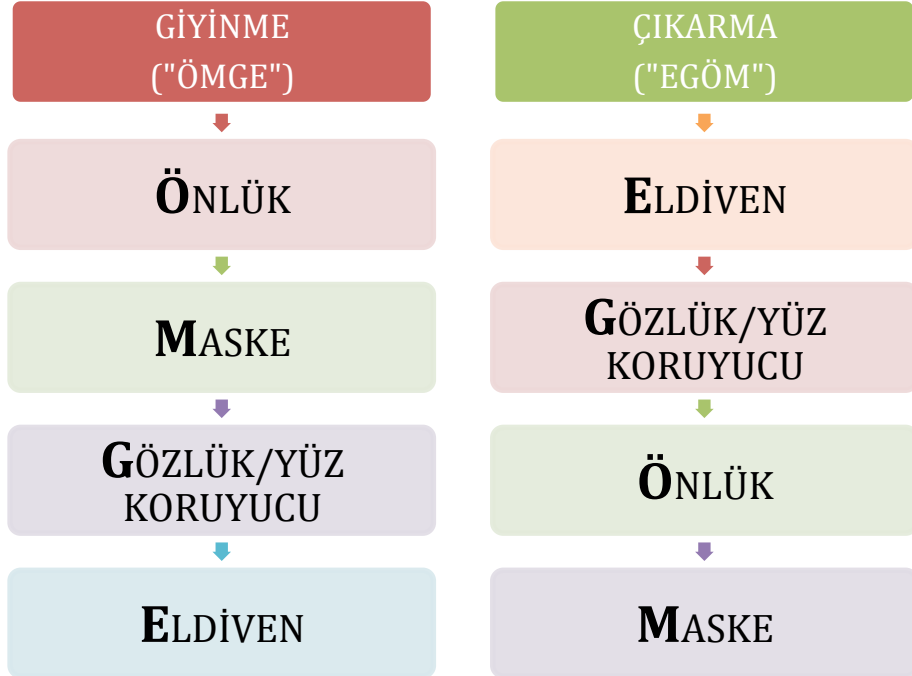 GİYİNME
("ÖMGE")
ÖNLÜK
MASKE
GÖZLÜK/YÜZ
KORUYUCU
ELDİVEN
ÇIKARMA
("EGÖM")
ELDİVEN
GÖZLÜK/YÜZ
KORUYUCU
ÖNLÜK
MASKE